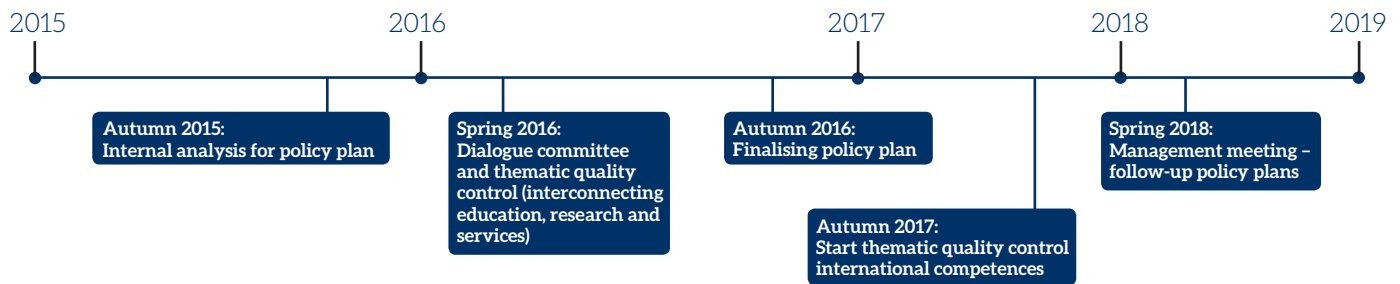 2015
2016
2017
2018
2019
Autumn 2015:
Internal analysis for policy plan
Spring 2016:
Dialogue committee
and thematic quality
control (interconnecting
education, research and
services)
Autumn 2016:
Finalising policy plan
Autumn 2017:
Start thematic quality control
international competences
Spring 2018:
Management meeting –
follow-up policy plans